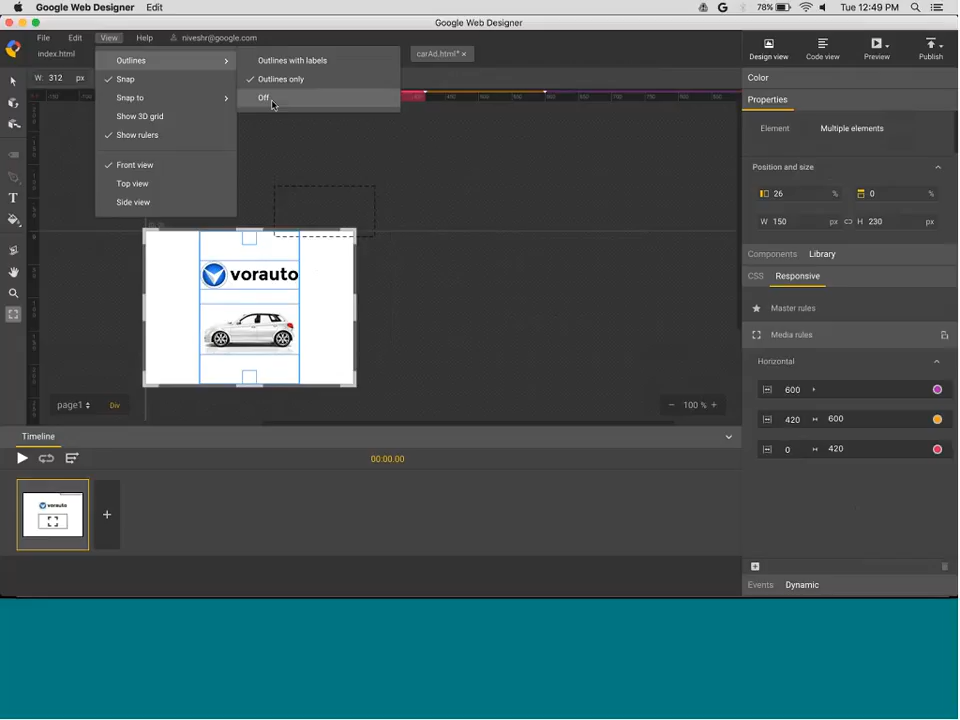 Google Web Designer Edit
78% Tue 12:49 PM
Google Web Designer
File Edit View Help niveshr@google.com
index.html
carAd.html* ×
Design view Code view Preview Publish
W: 312 px
Outlines
Snap
Snap to
Show 3D grid
Show rulers
Front view
Top view
Side view
Outlines with labels
Outlines only
Off
vorauto
page1 Div
− 100 % +
Color
Properties
Element Multiple elements
Position and size
26 % 0 %
W 150 px H 230 px
Components Library
CSS Responsive
Master rules
Media rules
Horizontal
600
420 600
0 420
Timeline
00:00.00
vorauto
+
Events Dynamic